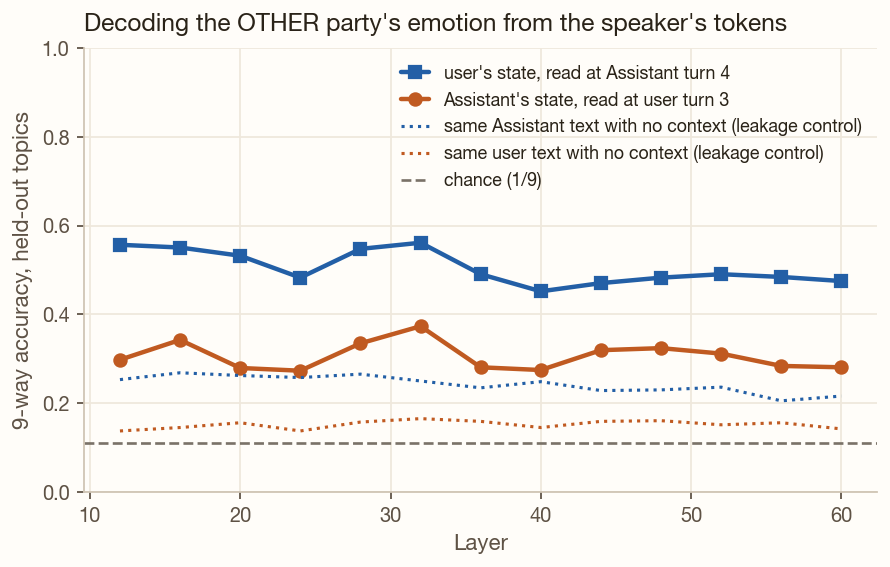 Decoding the OTHER party's emotion from the speaker's tokens
user's state, read at Assistant turn 4
Assistant's state, read at user turn 3
same Assistant text with no context (leakage control)
same user text with no context (leakage control)
chance (1/9)
9-way accuracy, held-out topics
1.0
0.8
0.6
0.4
0.2
0.0
10
20
30
40
50
60
Layer